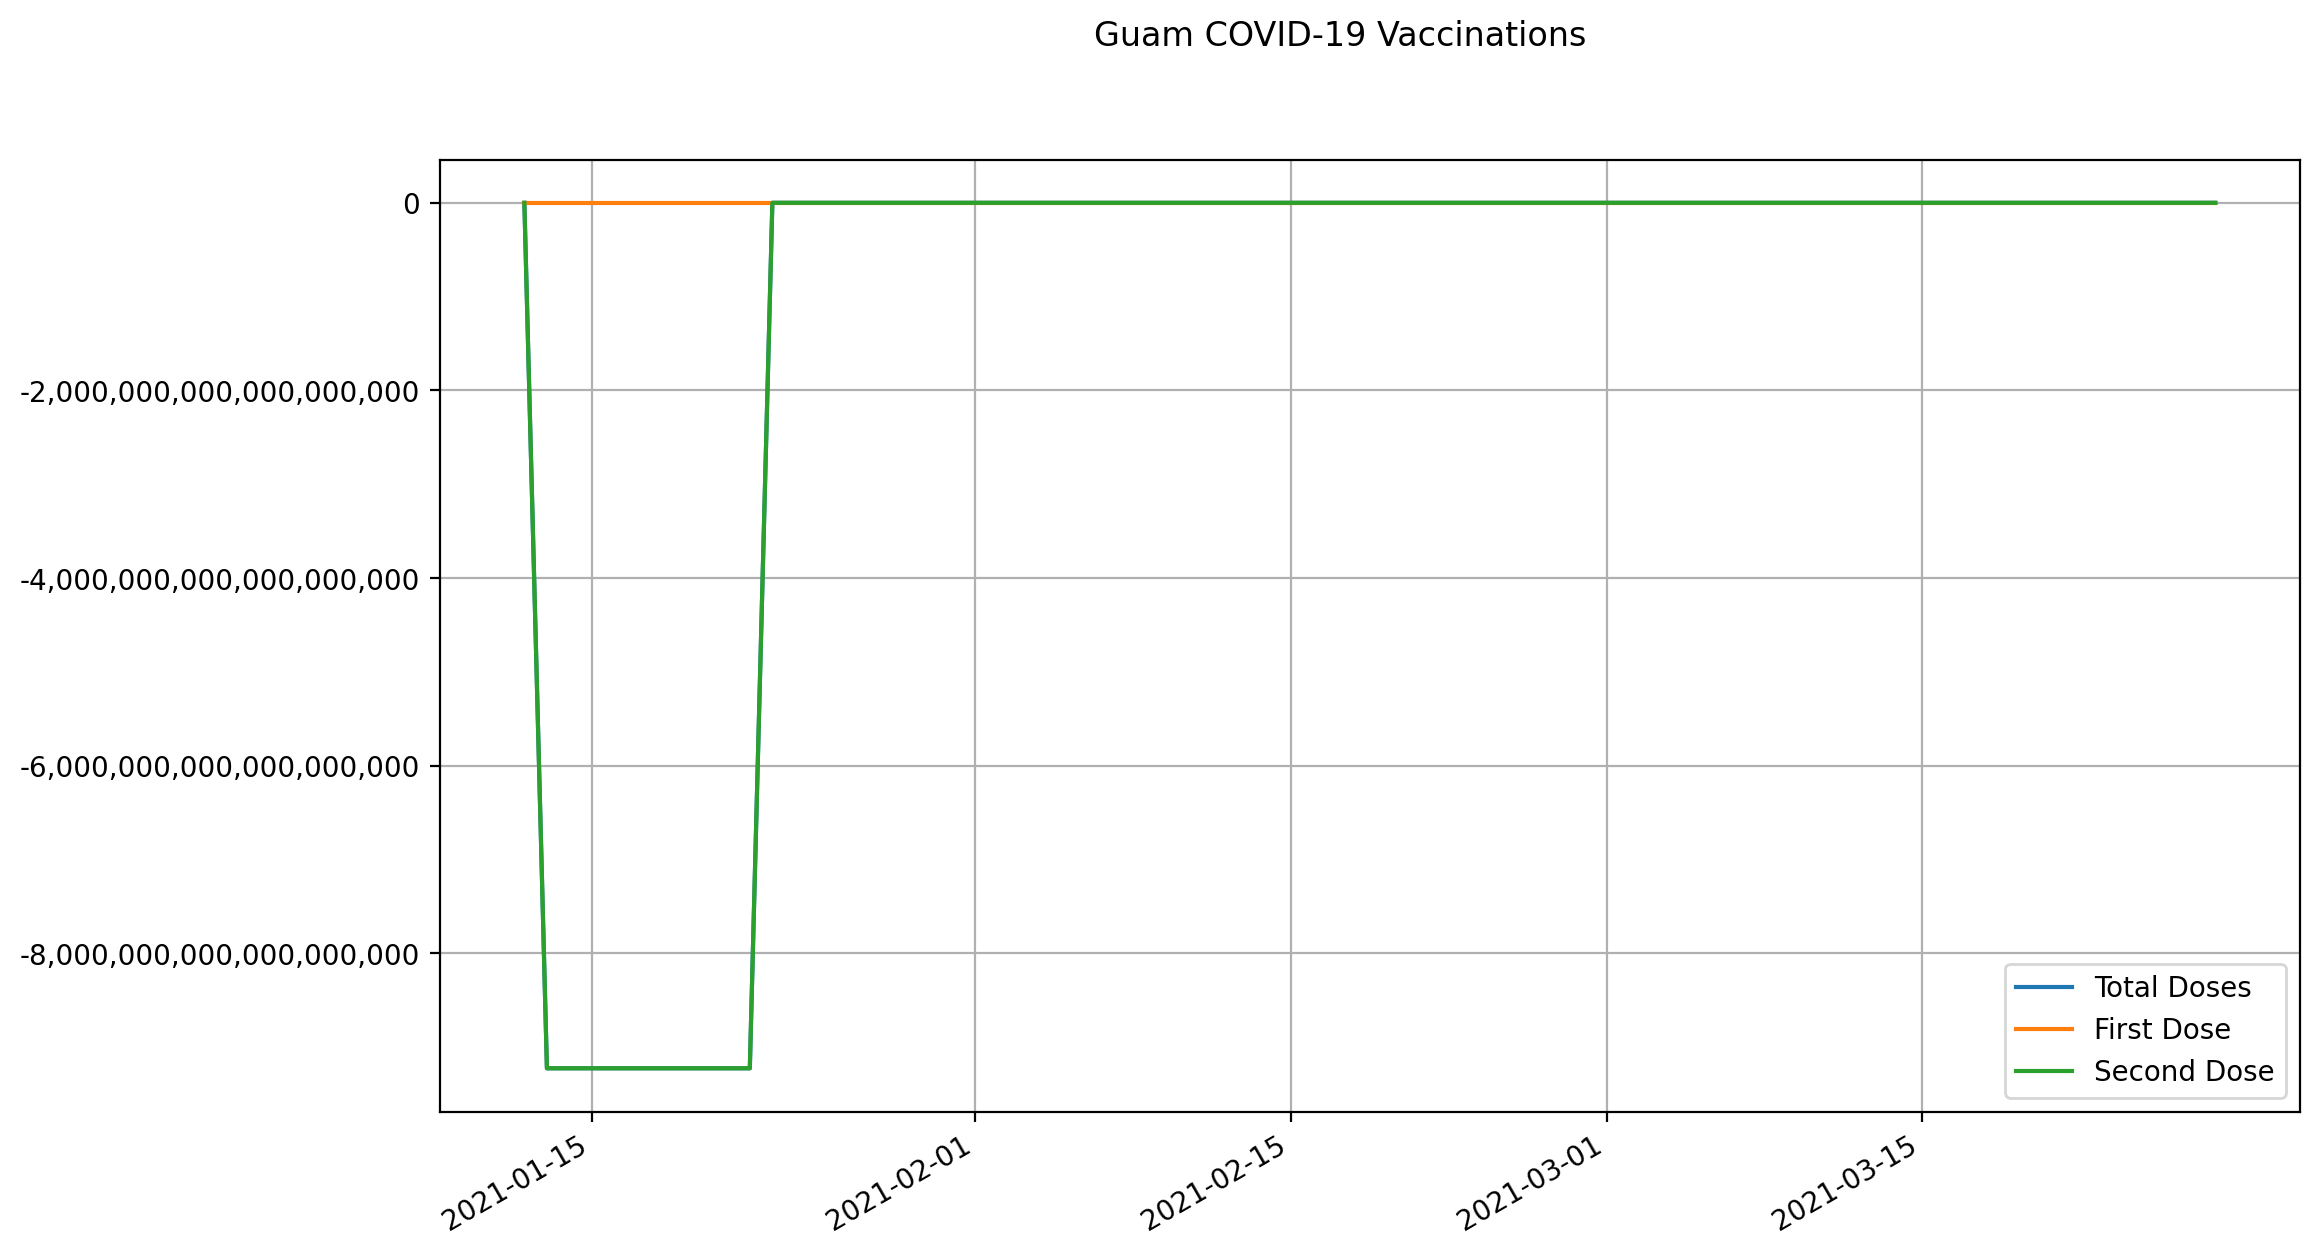 Guam COVID-19 Vaccinations
0
-2,000,000,000,000,000,000
-4,000,000,000,000,000,000
-6,000,000,000,000,000,000
-8,000,000,000,000,000,000
Total Doses
First Dose
Second Dose
2021-01-15
2021-02-01
2021-02-15
2021-03-01
2021-03-15